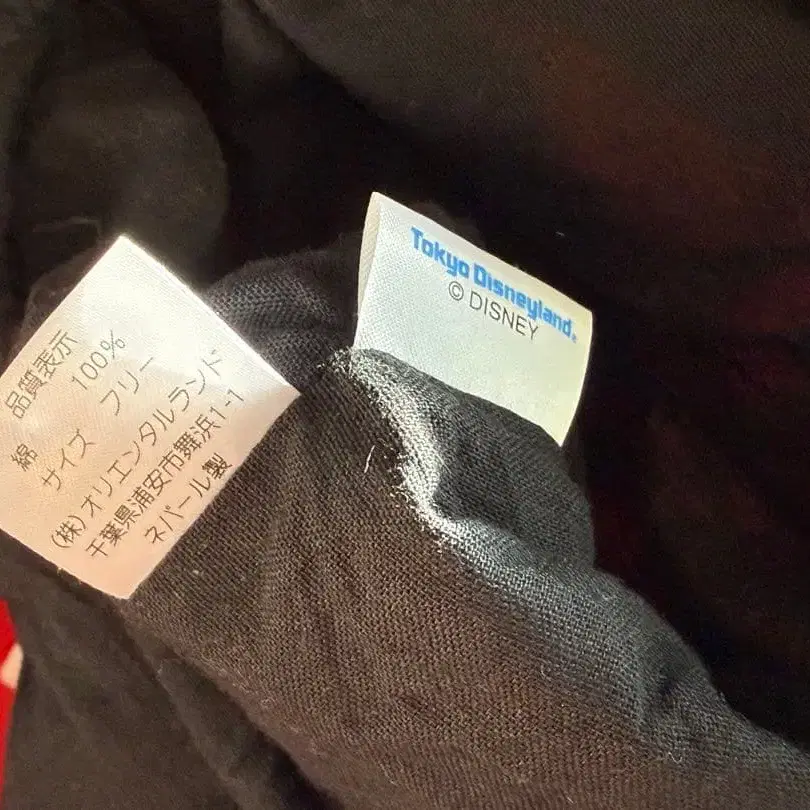 品質表示
綿 100%
サイズ フリー
(株)オリエンタルランド
千葉県浦安市舞浜1-1
ネパール製
Tokyo Disneyland®
© DISNEY